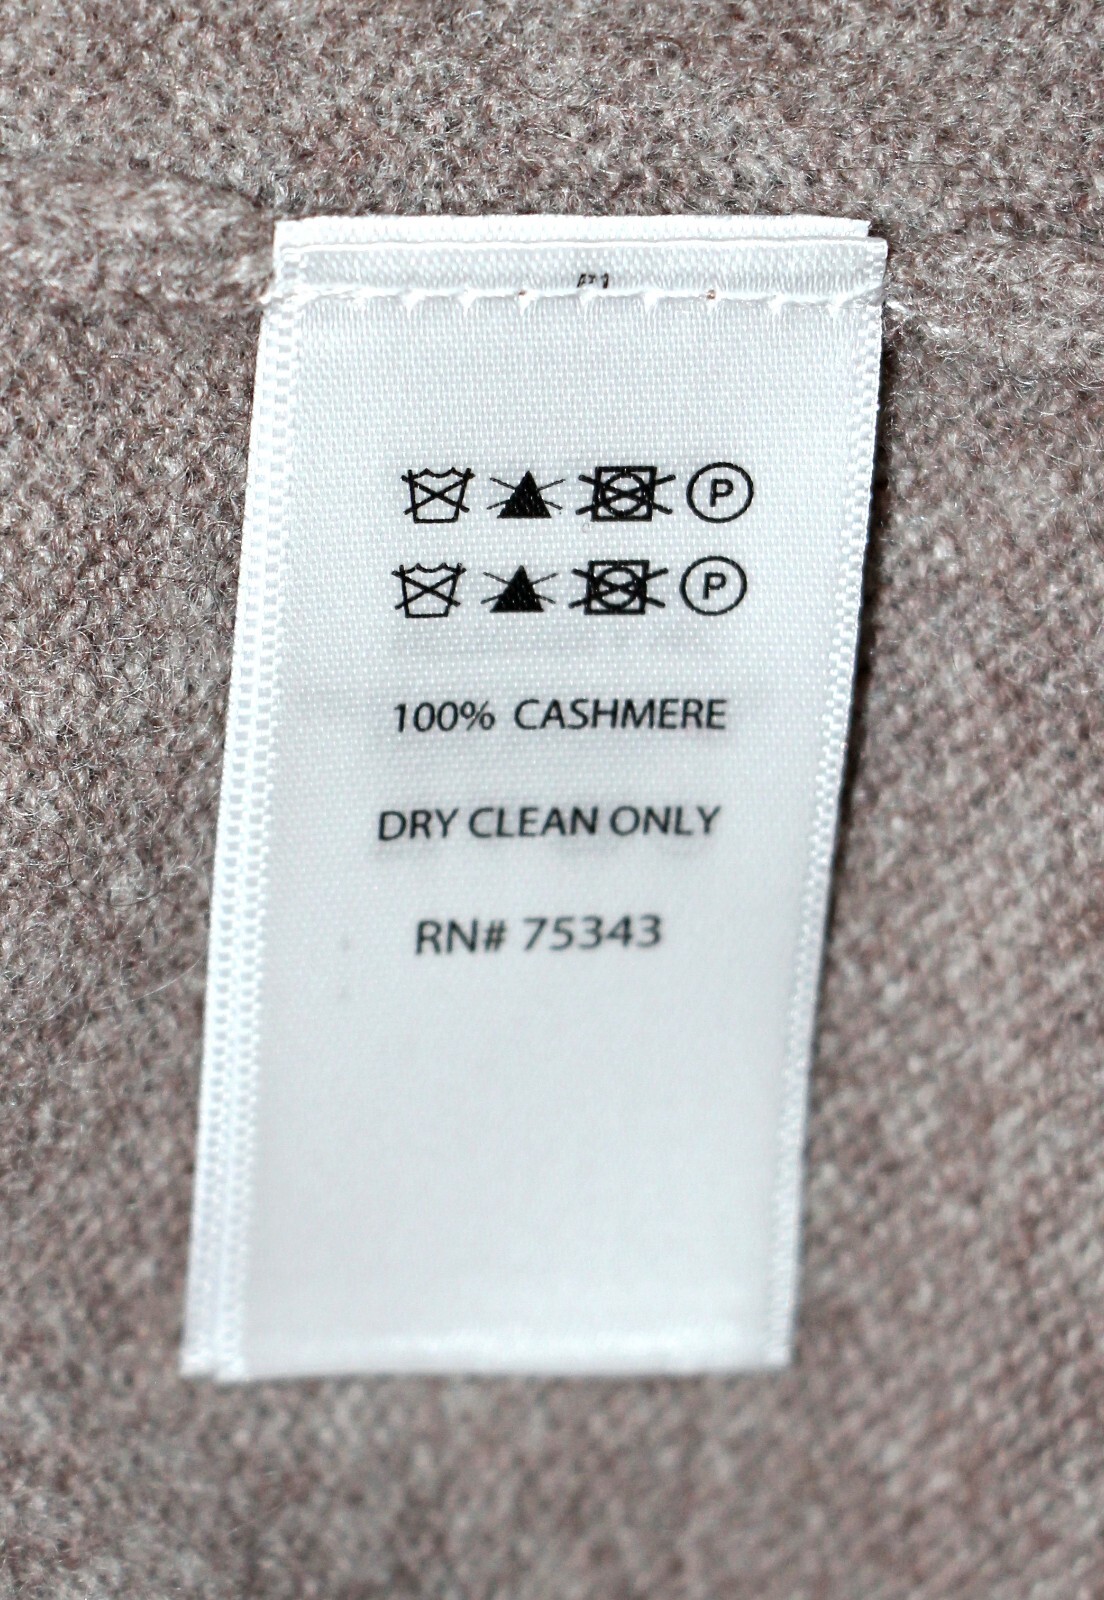 P
P
100% CASHMERE
DRY CLEAN ONLY
RN# 75343